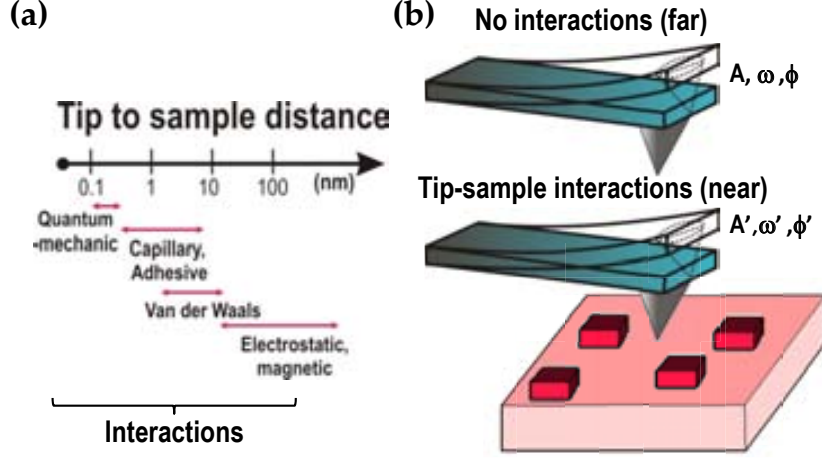 (a)
Tip to sample distance
0.1 1 10 100 (nm)
Quantum
-mechanic
Capillary,
Adhesive
Van der Waals
Electrostatic,
magnetic
Interactions
(b)
No interactions (far)
A, ω ,ϕ
Tip-sample interactions (near)
A’,ω’,ϕ’